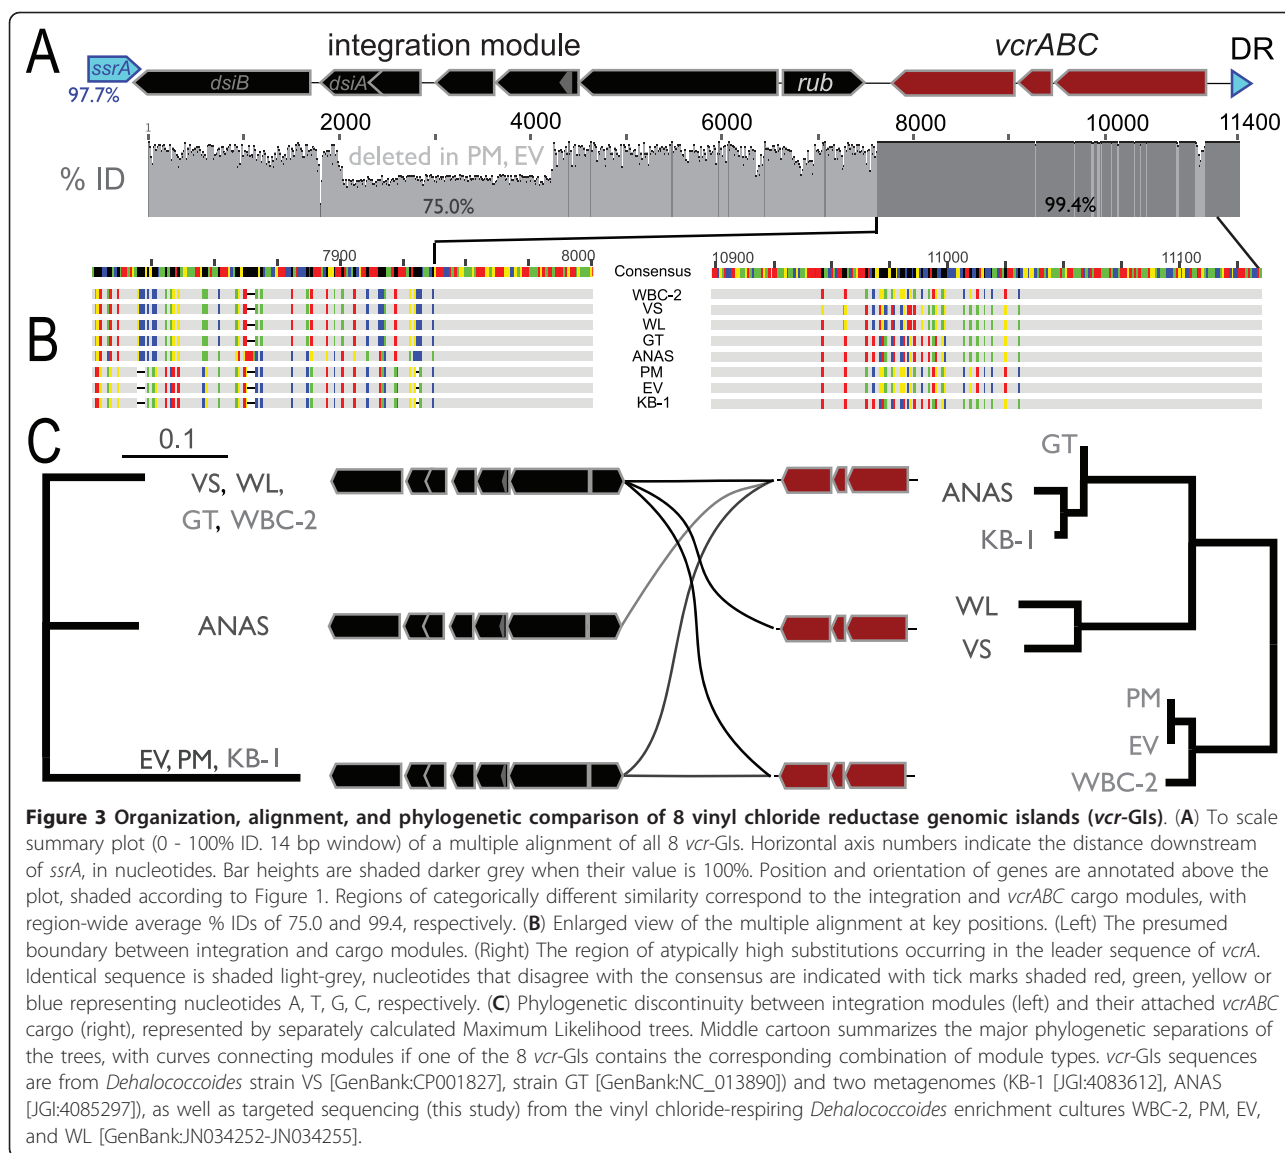 A
integration module
vcrABC
DR
ssrA
97.7%
dsiB
dsiA
rub
1
2000
4000
6000
8000
10000
11400
deleted in PM, EV
% ID
75.0%
99.4%
B
7900
8000
10900
11000
11100
Consensus
WBC-2
VS
WL
GT
ANAS
PM
EV
KB-1
C
0.1
VS, WL,
GT, WBC-2
ANAS
EV, PM, KB-1
GT
ANAS
KB-1
WL
VS
PM
EV
WBC-2
Figure 3 Organization, alignment, and phylogenetic comparison of 8 vinyl chloride reductase genomic islands (vcr-GIs). (A) To scale
summary plot (0 - 100% ID. 14 bp window) of a multiple alignment of all 8 vcr-GIs. Horizontal axis numbers indicate the distance downstream
of ssrA, in nucleotides. Bar heights are shaded darker grey when their value is 100%. Position and orientation of genes are annotated above the
plot, shaded according to Figure 1. Regions of categorically different similarity correspond to the integration and vcrABC cargo modules, with
region-wide average % IDs of 75.0 and 99.4, respectively. (B) Enlarged view of the multiple alignment at key positions. (Left) The presumed
boundary between integration and cargo modules. (Right) The region of atypically high substitutions occurring in the leader sequence of vcrA.
Identical sequence is shaded light-grey, nucleotides that disagree with the consensus are indicated with tick marks shaded red, green, yellow or
blue representing nucleotides A, T, G, C, respectively. (C) Phylogenetic discontinuity between integration modules (left) and their attached vcrABC
cargo (right), represented by separately calculated Maximum Likelihood trees. Middle cartoon summarizes the major phylogenetic separations of
the trees, with curves connecting modules if one of the 8 vcr-GIs contains the corresponding combination of module types. vcr-GIs sequences
are from Dehalococcoides strain VS [GenBank:CP001827], strain GT [GenBank:NC_013890]) and two metagenomes (KB-1 [JGI:4083612], ANAS
[JGI:4085297]), as well as targeted sequencing (this study) from the vinyl chloride-respiring Dehalococcoides enrichment cultures WBC-2, PM, EV,
and WL [GenBank:JN034252-JN034255].